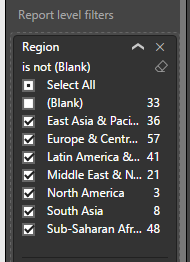 Report level filters
Region
is not (Blank)
Select All
(Blank) 33
East Asia & Paci... 36
Europe & Centr... 57
Latin America &... 41
Middle East & N... 21
North America 3
South Asia 8
Sub-Saharan Afr... 48